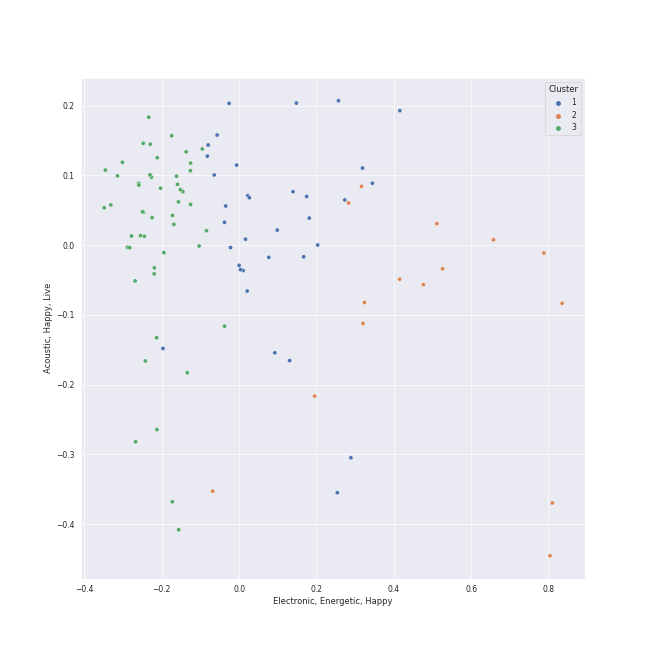 Cluster
1
2
3
0.2
0.1
0.0
−0.1
−0.2
−0.3
−0.4
Acoustic, Happy, Live
−0.4 −0.2 0.0 0.2 0.4 0.6 0.8
Electronic, Energetic, Happy